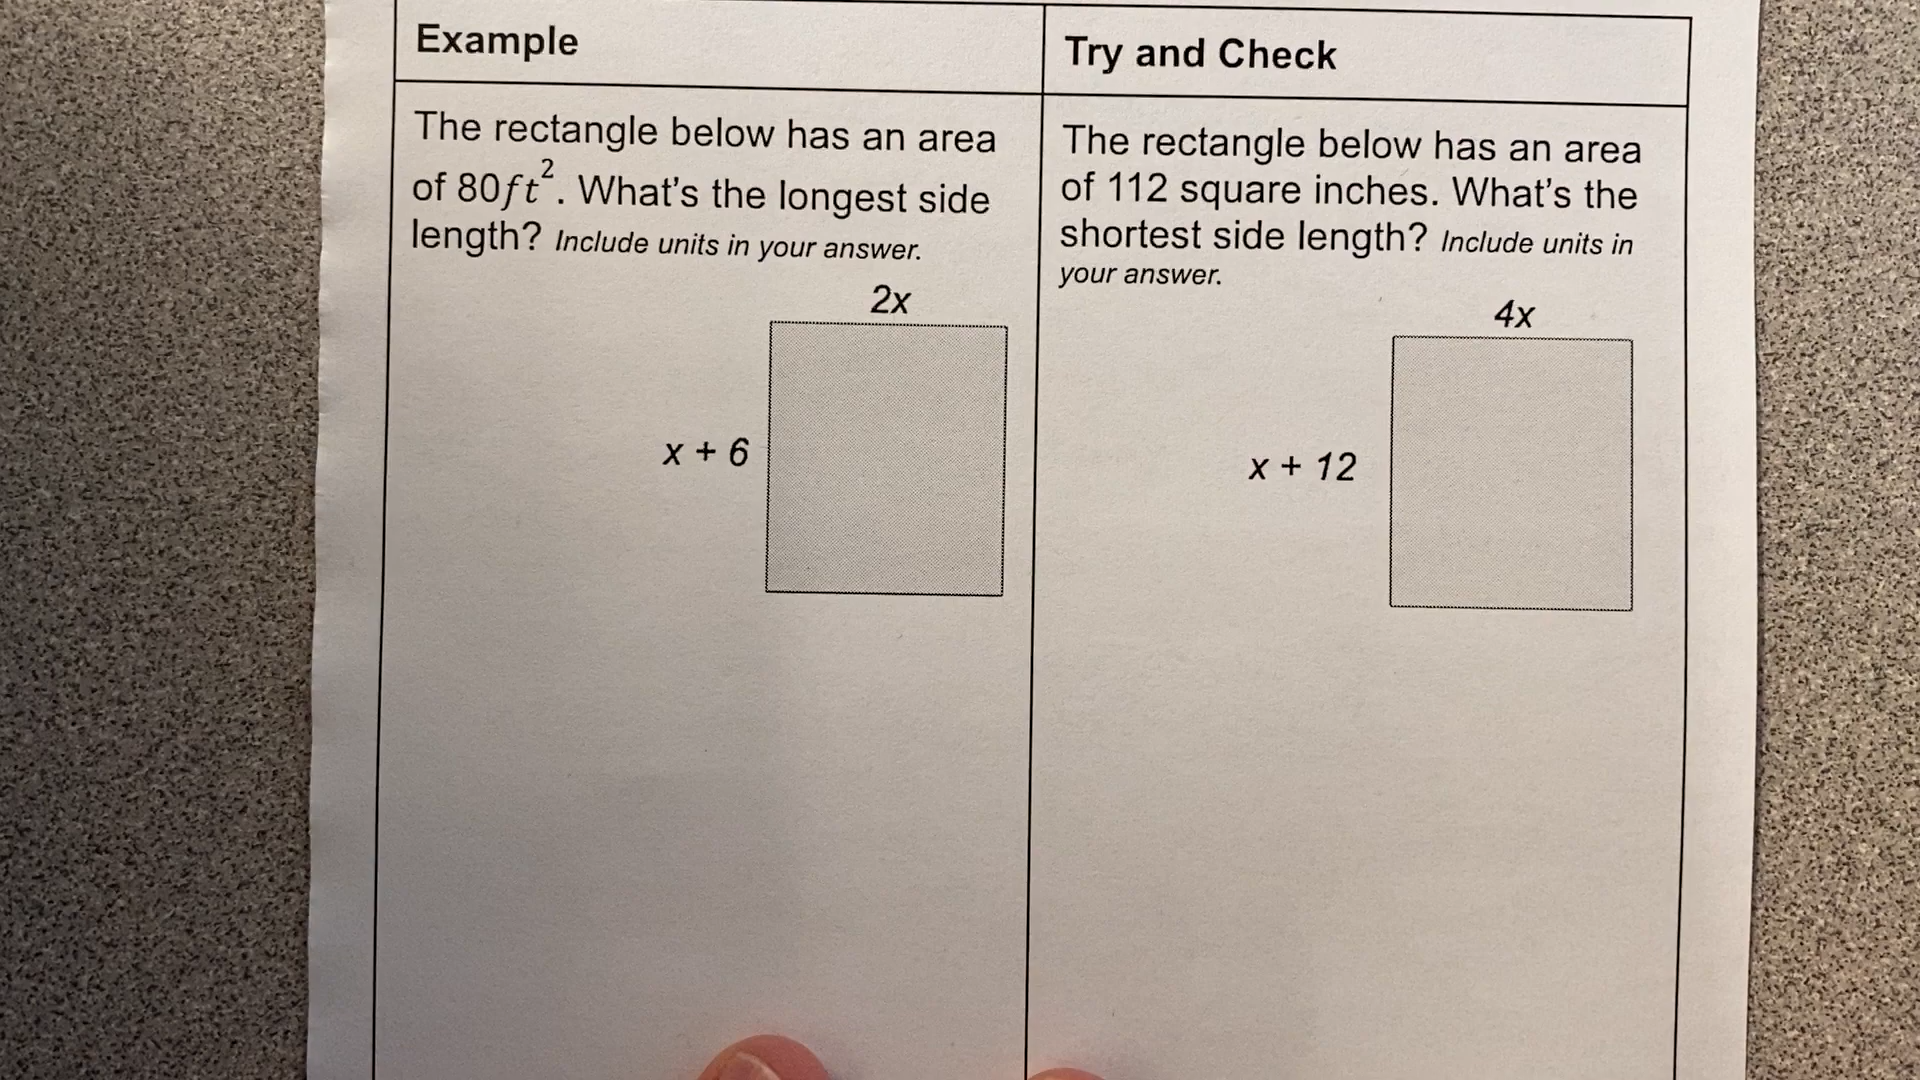 Example
The rectangle below has an area
of 80ft². What's the longest side
length? Include units in your answer.
2x
x + 6
Try and Check
The rectangle below has an area
of 112 square inches. What's the
shortest side length? Include units in
your answer.
4x
x + 12